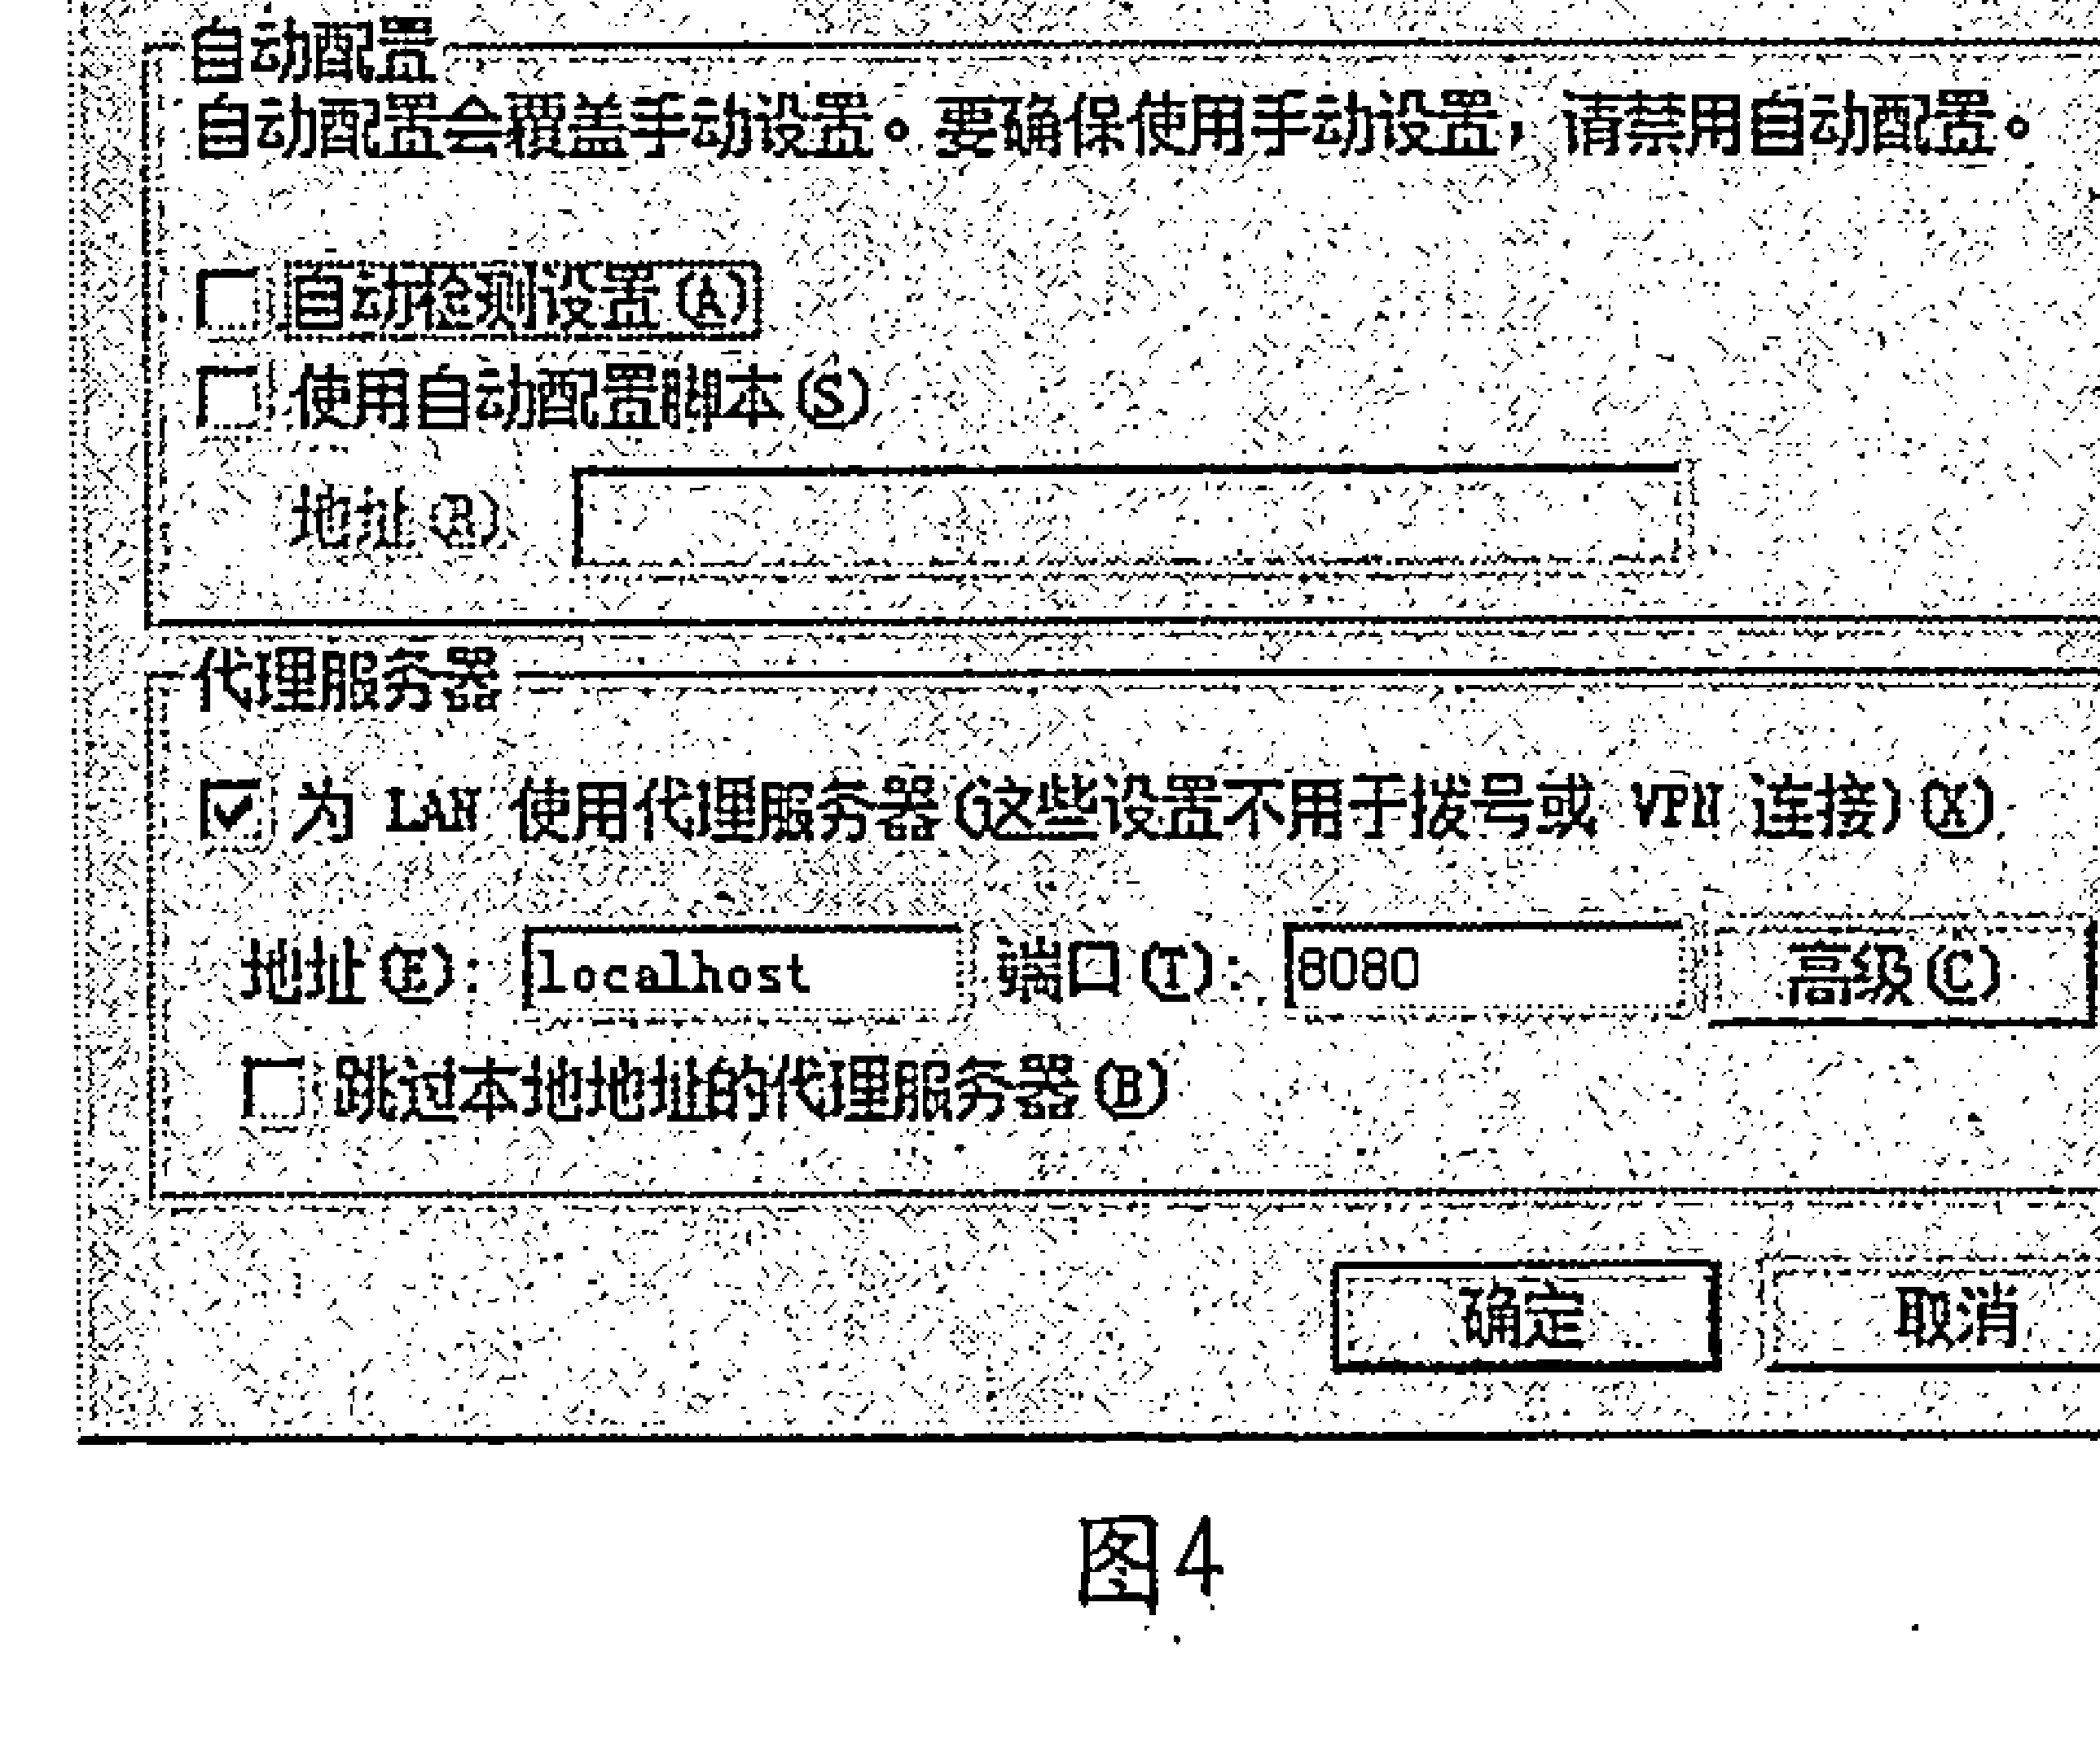 自动配置
自动配置会覆盖手动设置。要确保使用手动设置，请禁用自动配置。
自动检测设置(A)
使用自动配置脚本(S)
地址(R)
代理服务器
为 LAN 使用代理服务器(这些设置不用于拨号或 VPN 连接)(X)
地址(E): localhost 端口(T): 8080 高级(C)
跳过本地地址的代理服务器(B)
确定 取消
图4